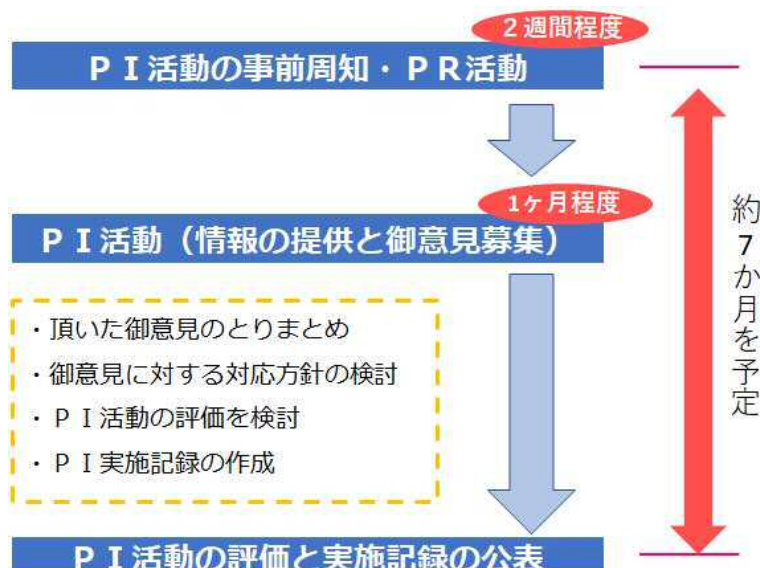 ２週間程度
ＰＩ活動の事前周知・ＰＲ活動
1ヶ月程度
ＰＩ活動（情報の提供と御意見募集）
・頂いた御意見のとりまとめ
・御意見に対する対応方針の検討
・ＰＩ活動の評価を検討
・ＰＩ実施記録の作成
ＰＩ活動の評価と実施記録の公表
約7か月を予定